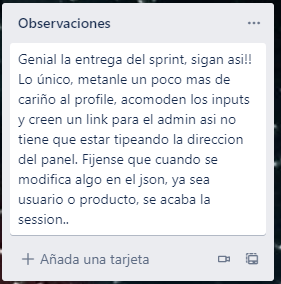 Observaciones
Genial la entrega del sprint, sigan asi!!
Lo único, metanle un poco mas de
cariño al profile, acomoden los inputs
y creen un link para el admin asi no
tiene que estar tipeando la direccion
del panel. Fijense que cuando se
modifica algo en el json, ya sea
usuario o producto, se acaba la
session..
Añada una tarjeta